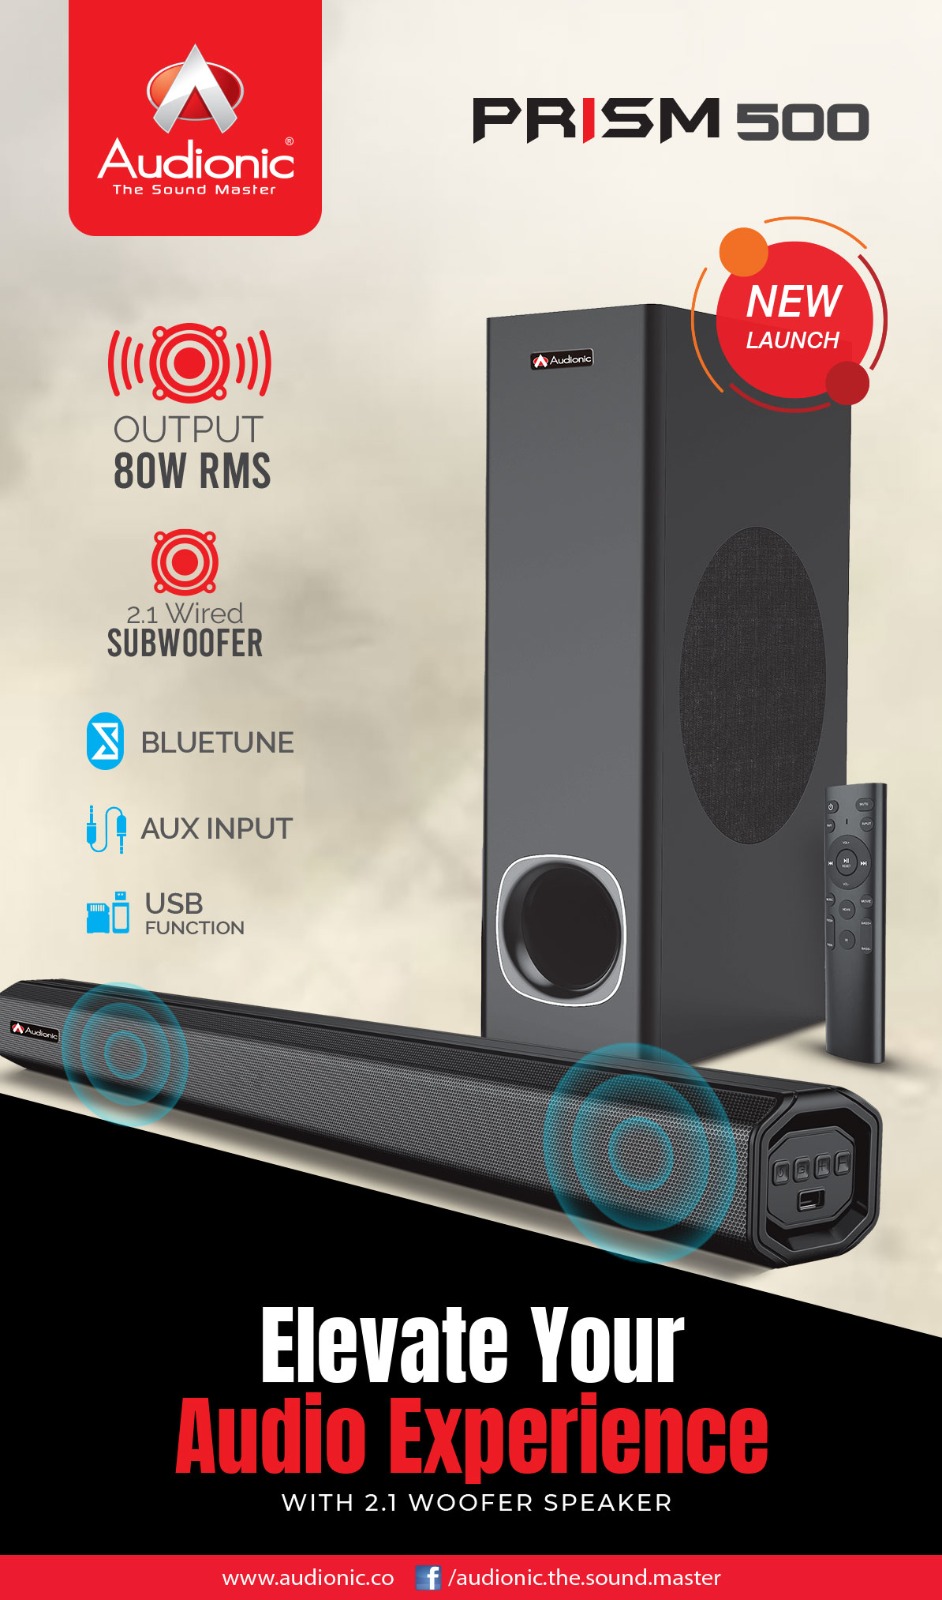 Audionic®
The Sound Master
PRISM 500
NEW
LAUNCH
Audionic
OUTPUT
80W RMS
2.1 Wired
SUBWOOFER
BLUETUNE
AUX INPUT
USB
FUNCTION
Audionic
Elevate Your
Audio Experience
WITH 2.1 WOOFER SPEAKER
www.audionic.co /audionic.the.sound.master